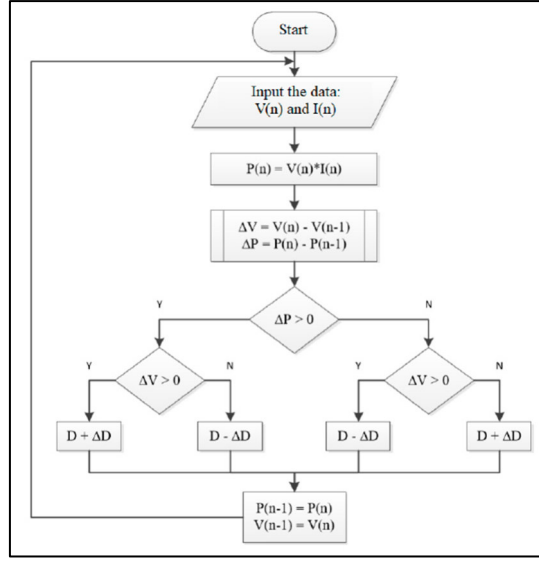 Start
Input the data:
V(n) and I(n)
P(n) = V(n)*I(n)
ΔV = V(n) - V(n-1)
ΔP = P(n) - P(n-1)
ΔP > 0
Y
N
ΔV > 0
Y
N
ΔV > 0
Y
N
D + ΔD
D - ΔD
D - ΔD
D + ΔD
P(n-1) = P(n)
V(n-1) = V(n)